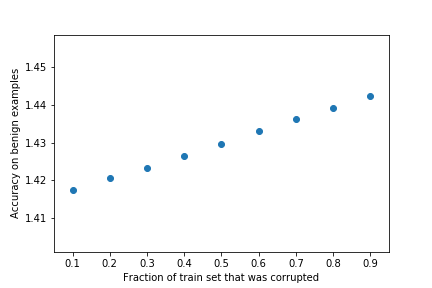 Accuracy on benign examples
1.45
1.44
1.43
1.42
1.41
0.1 0.2 0.3 0.4 0.5 0.6 0.7 0.8 0.9
Fraction of train set that was corrupted